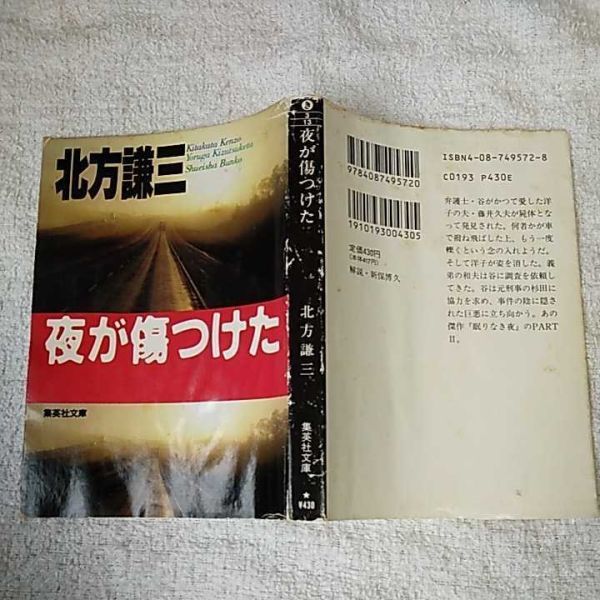 北方謙三
Kitakata Kenzo
Yoruga Kizutsuketa
Shueisha Bunko
夜が傷つけた
集英社文庫
夜が傷つけた
北方謙三
集英社文庫
★
¥430
9784087495720
1910193004305
定価430円
(本体417円)
解説・新保博久
ISBN4-08-749572-8
C0193 P430E
弁護士・谷がかつて愛した洋
子の夫・藤井久夫が屍体とな
って発見された。何者かが車
で撥ね飛ばした上、もう一度
轢くという念の入れようだ。
そして洋子が姿を消した。義
弟の和夫は谷に調査を依頼し
てきた。谷は元刑事の杉田に
協力を求め、事件の陰に隠さ
れた巨悪に立ち向かう。あの
傑作『眠りなき夜』のPART
II。